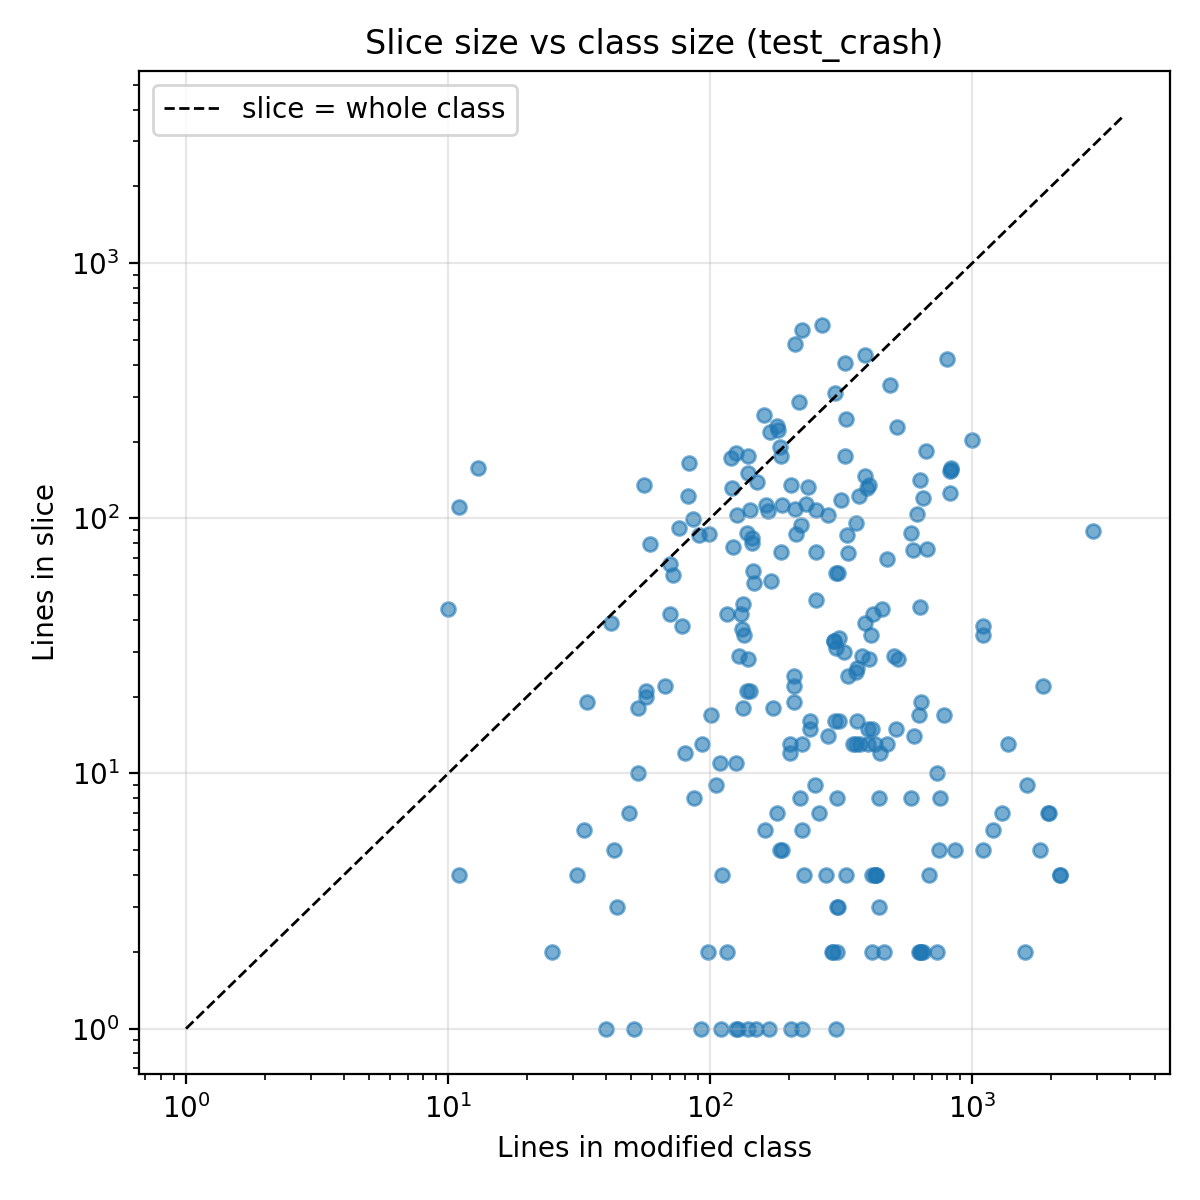 Slice size vs class size (test_crash)
slice = whole class
Lines in slice
10³
10²
10¹
10⁰
10⁰ 10¹ 10² 10³
Lines in modified class